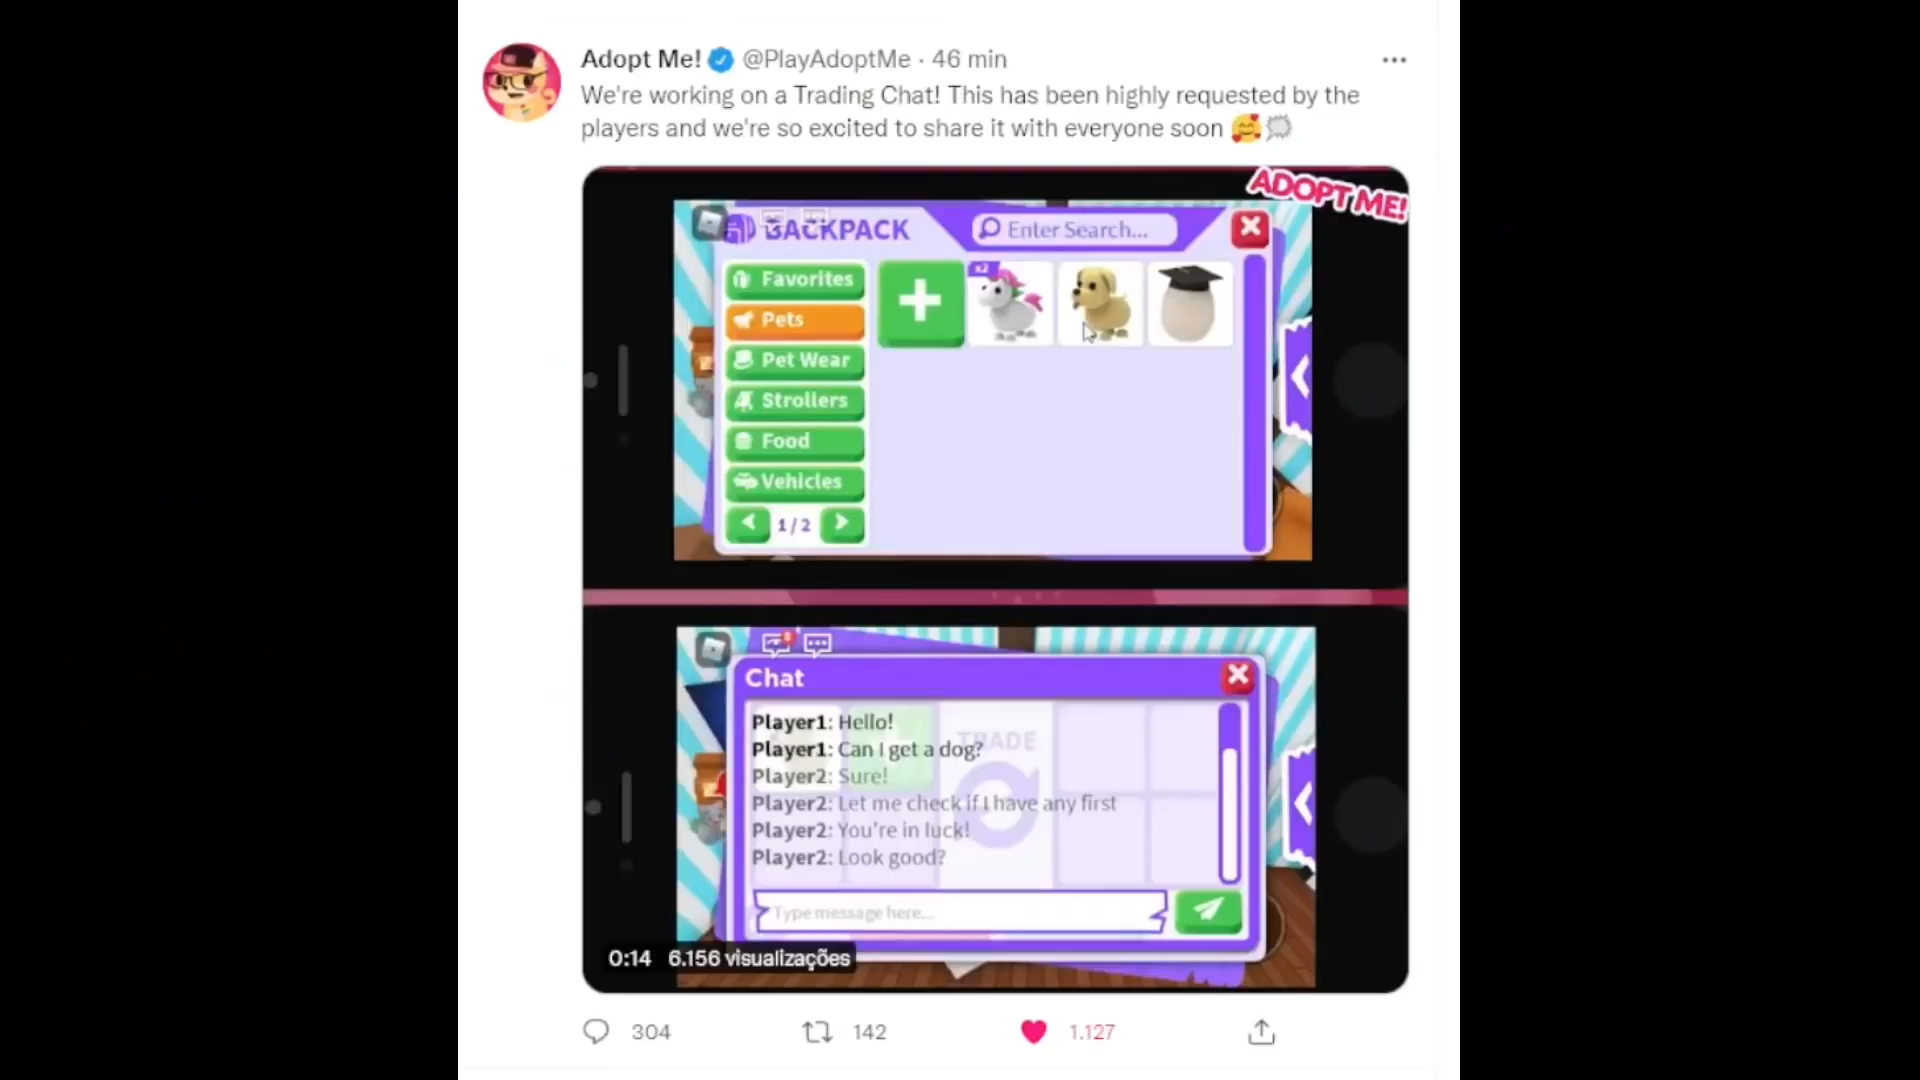 Adopt Me! @PlayAdoptMe · 46 min
We're working on a Trading Chat! This has been highly requested by the
players and we're so excited to share it with everyone soon 🥰💭
ADOPT ME!
BACKPACK
Enter Search...
Favorites
x2
Pets
Pet Wear
Strollers
Food
Vehicles
1/2
8
Chat
Player1: Hello!
Player1: Can I get a dog?
TRADE
Player2: Sure!
Player2: Let me check if I have any first
Player2: You're in luck!
Player2: Look good?
Type message here...
0:14 6.156 visualizações
304 142 1.127